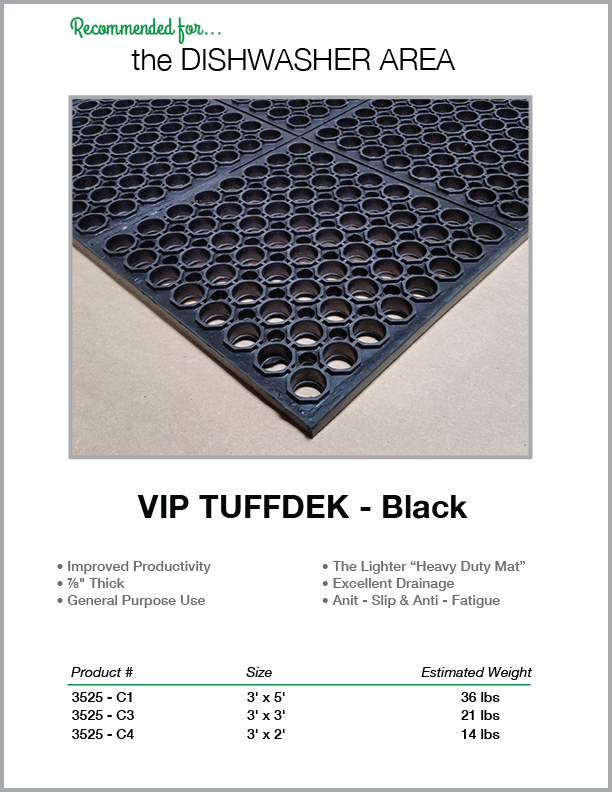 Recommended for...
the DISHWASHER AREA
VIP TUFFDEK - Black
• Improved Productivity
• ⅞" Thick
• General Purpose Use
• The Lighter “Heavy Duty Mat”
• Excellent Drainage
• Anit - Slip & Anti - Fatigue
Product # Size Estimated Weight
3525 - C1 3' x 5' 36 lbs
3525 - C3 3' x 3' 21 lbs
3525 - C4 3' x 2' 14 lbs